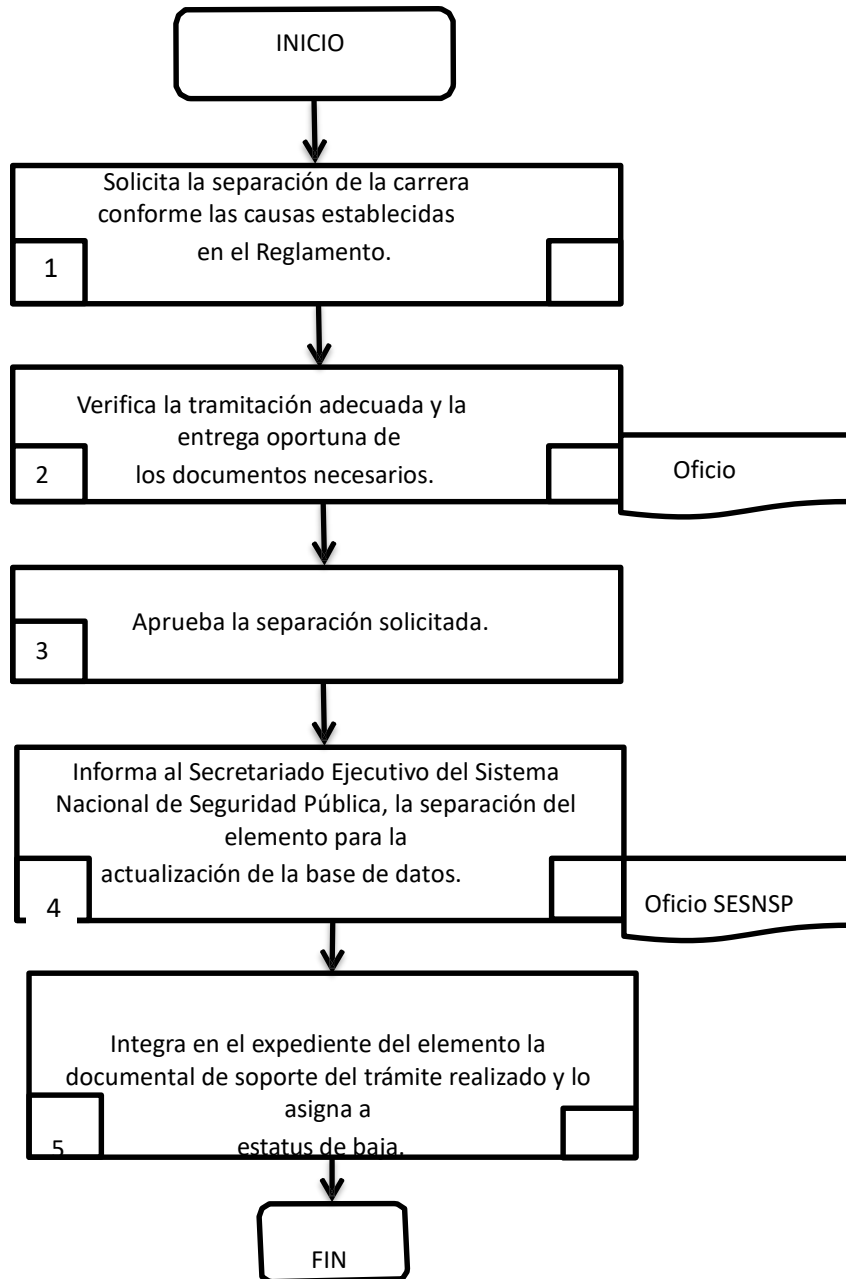 INICIO
Solicita la separación de la carrera
conforme las causas establecidas
en el Reglamento.
1
Verifica la tramitación adecuada y la
entrega oportuna de
los documentos necesarios.
2
Oficio
Aprueba la separación solicitada.
3
Informa al Secretariado Ejecutivo del Sistema
Nacional de Seguridad Pública, la separación del
elemento para la
actualización de la base de datos.
4
Oficio SESNSP
Integra en el expediente del elemento la
documental de soporte del trámite realizado y lo
asigna a
estatus de baja.
5
FIN